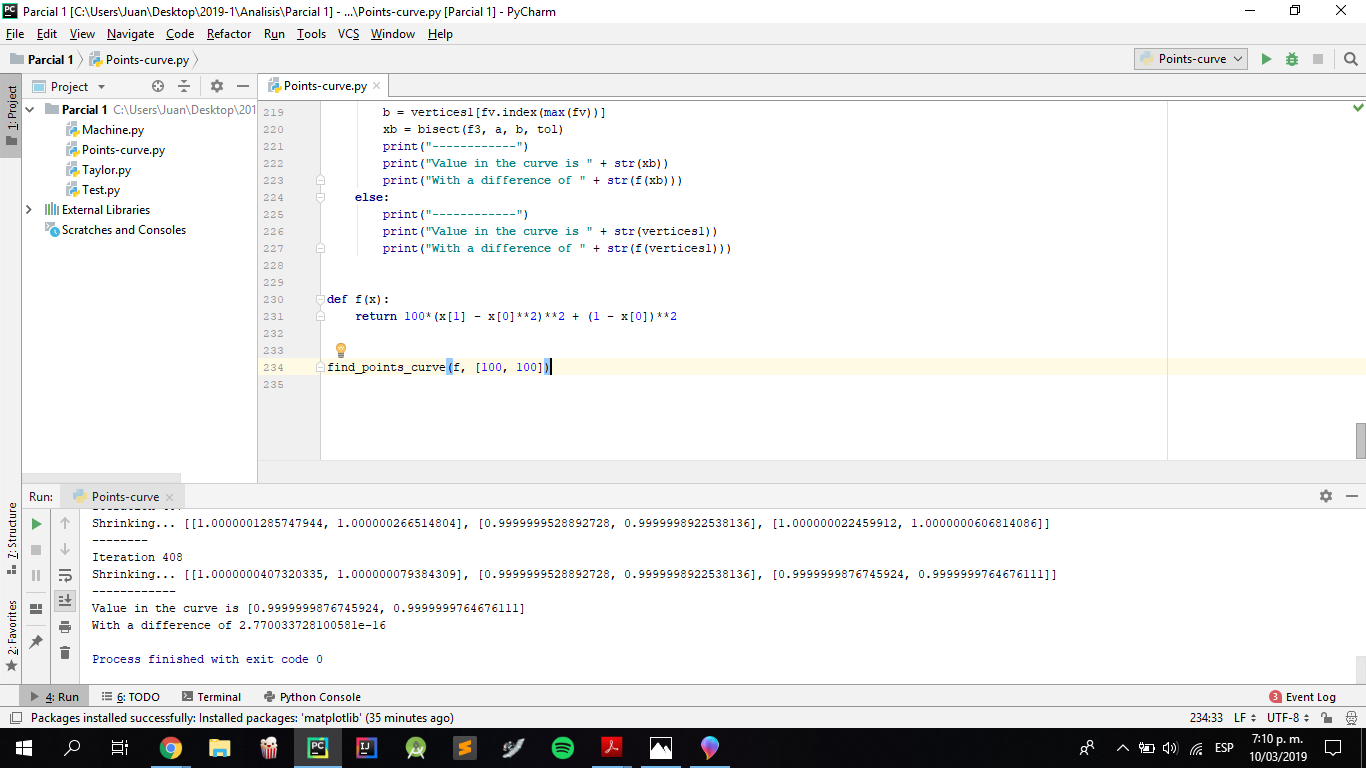 Parcial 1 [C:\Users\Juan\Desktop\2019-1\Analisis\Parcial 1] - ...\Points-curve.py [Parcial 1] - PyCharm
File Edit View Navigate Code Refactor Run Tools VCS Window Help
Parcial 1 Points-curve.py Points-curve
1: Project
Project
Points-curve.py
Parcial 1 C:\Users\Juan\Desktop\201
Machine.py
Points-curve.py
Taylor.py
Test.py
External Libraries
Scratches and Consoles
219 b = vertices1[fv.index(max(fv))]
220 xb = bisect(f3, a, b, tol)
221 print("------------")
222 print("Value in the curve is " + str(xb))
223 print("With a difference of " + str(f(xb)))
224 else:
225 print("------------")
226 print("Value in the curve is " + str(vertices1))
227 print("With a difference of " + str(f(vertices1)))
228
229
230 def f(x):
231 return 100*(x[1] - x[0]**2)**2 + (1 - x[0])**2
232
233
234 find_points_curve(f, [100, 100])
235
Run: Points-curve
7: Structure
2: Favorites
Shrinking... [[1.0000001285747944, 1.000000266514804], [0.9999999528892728, 0.9999998922538136], [1.000000022459912, 1.0000000606814086]]
--------
Iteration 408
Shrinking... [[1.0000000407320335, 1.000000079384309], [0.9999999528892728, 0.9999998922538136], [0.9999999876745924, 0.9999999764676111]]
------------
Value in the curve is [0.9999999876745924, 0.9999999764676111]
With a difference of 2.770033728100581e-16
Process finished with exit code 0
4: Run 6: TODO Terminal Python Console 3 Event Log
Packages installed successfully: Installed packages: 'matplotlib' (35 minutes ago) 234:33 LF UTF-8
ESP
7:10 p. m.
10/03/2019